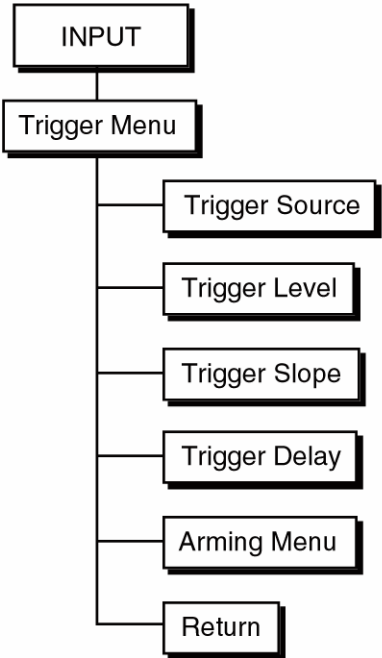 INPUT
Trigger Menu
Trigger Source
Trigger Level
Trigger Slope
Trigger Delay
Arming Menu
Return